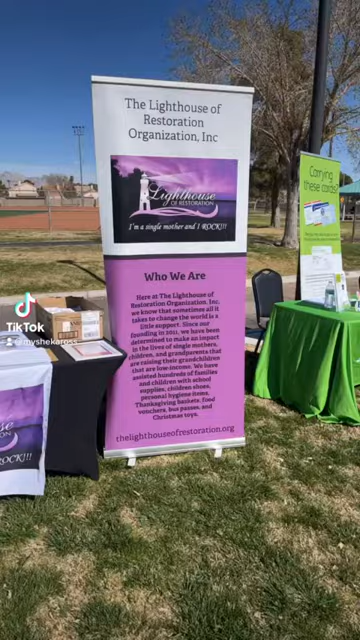 The Lighthouse of
Restoration
Organization, Inc
Lighthouse
OF RESTORATION
I'm a single mother and I ROCK!!!
Who We Are
Here at The Lighthouse of
Restoration Organization, Inc.
we know that sometimes all it
takes to change the world is a
little support. Since our
founding in 2011, we have been
determined to make an impact
in the lives of single mothers,
children, and grandparents that
are raising their grandchildren
that are low-income. We have
assisted hundreds of families
and children with school
supplies, children shoes,
personal hygiene items,
Thanksgiving baskets, food
vouchers, bus passes, and
Christmas toys.
thelighthouseofrestoration.org
Carrying
these cards?
TikTok
@myshekaross
se
ROCK!!!